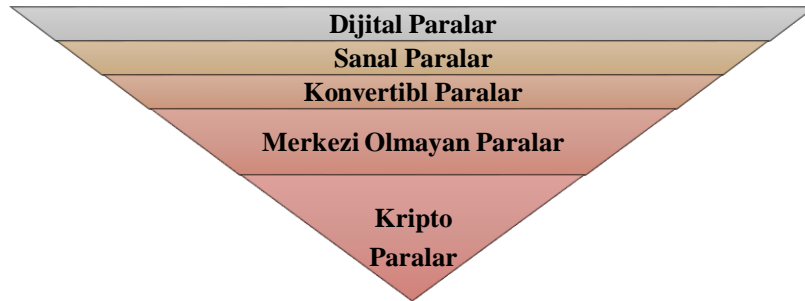 Dijital Paralar
Sanal Paralar
Konvertibl Paralar
Merkezi Olmayan Paralar
Kripto
Paralar